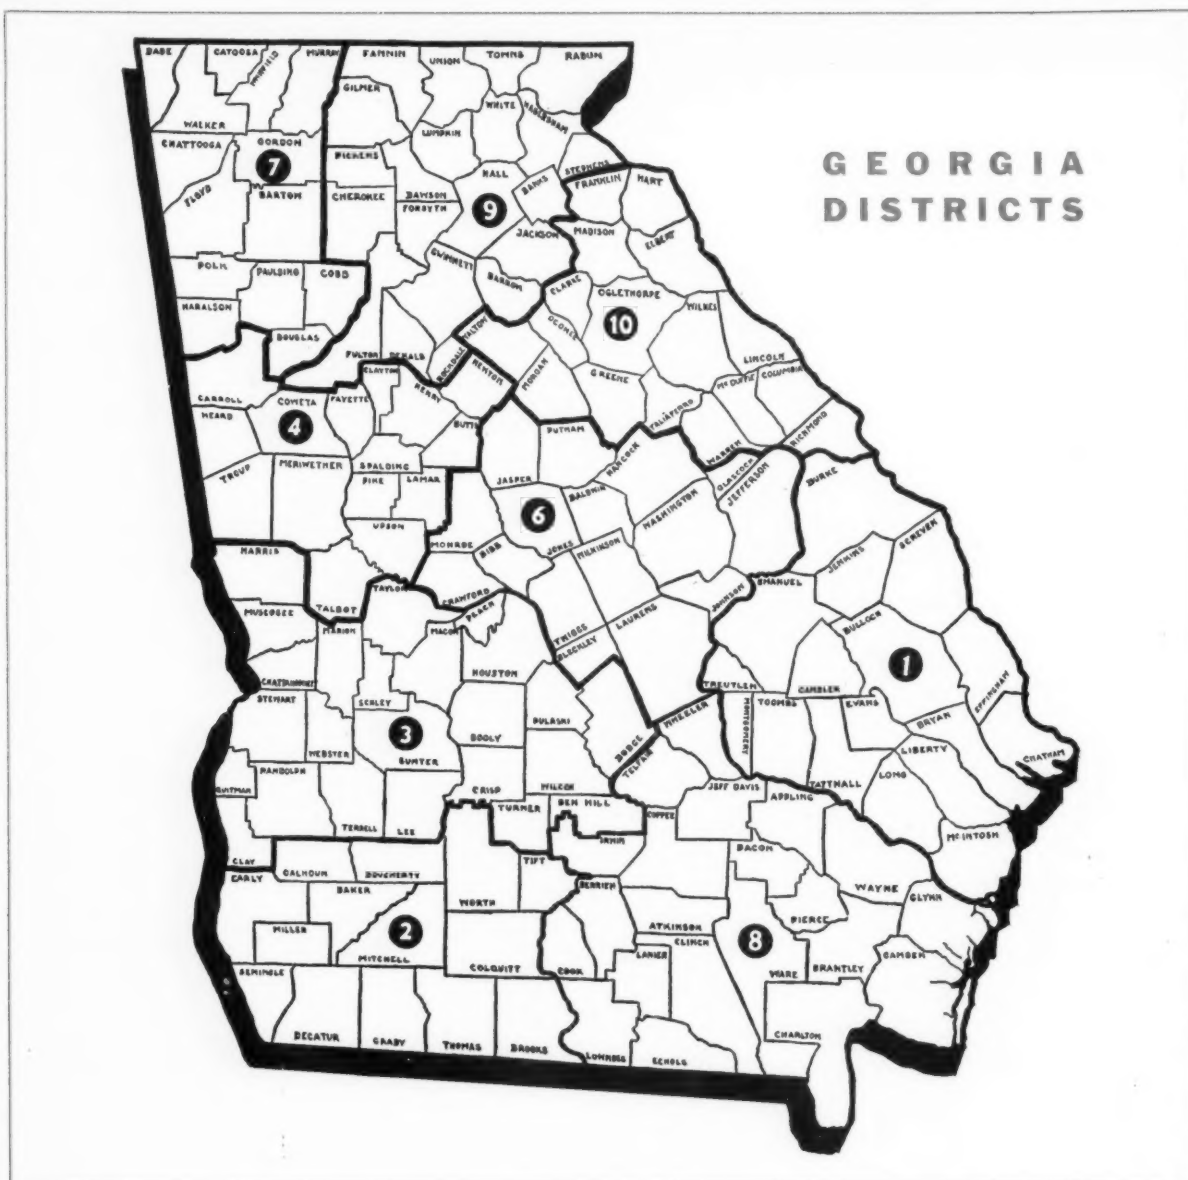 GEORGIA
DISTRICTS
DADE
CATOOSA
WHITFIELD
MURRAY
FANNIN
UNION
TOWNS
RABUN
GILMER
WHITE
HABERSHAM
WALKER
LUMPKIN
CHATTOOGA
GORDON
7
PICKENS
STEPHENS
HALL
BANKS
FRANKLIN
HART
FLOYD
BARTOW
CHEROKEE
DAWSON
FORSYTH
9
JACKSON
MADISON
ELBERT
GWINNETT
POLK
PAULDING
COBB
BARROW
CLARKE
OGLETHORPE
WILKES
HARALSON
OCONEE
10
DOUGLAS
WALTON
FULTON
DEKALB
ROCKDALE
LINCOLN
CLAYTON
NEWTON
MORGAN
GREENE
MCDUFFIE
COLUMBIA
CARROLL
COWETA
FAYETTE
HENRY
TALIAFERRO
HEARD
4
BUTTS
PUTNAM
WARREN
RICHMOND
TROUP
MERIWETHER
SPALDING
HANCOCK
GLASCOCK
JEFFERSON
BURKE
PIKE
LAMAR
JASPER
BALDWIN
6
WASHINGTON
UPSON
MONROE
BIBB
JONES
WILKINSON
SCREVEN
JENKINS
HARRIS
TALBOT
TAYLOR
CRAWFORD
PEACH
JOHNSON
EMANUEL
MUSCOGEE
MARION
MACON
TWIGGS
BLECKLEY
LAURENS
BULLOCK
HOUSTON
1
STEWART
SCHLEY
TREUTLEN
TOOMBS
CANDLER
EVANS
EFFINGHAM
MONTGOMERY
BRYAN
WEBSTER
3
DOOLY
PULASKI
DODGE
TELFAIR
WHEELER
LIBERTY
CHATHAM
SUMTER
RANDOLPH
QUITMAN
CRISP
WILCOX
JEFF DAVIS
APPLING
TATTNALL
LONG
TERRELL
LEE
TURNER
BEN HILL
COFFEE
MCINTOSH
CLAY
CALHOUN
DOUGHERTY
TIFT
IRWIN
BACON
EARLY
BAKER
WORTH
BERRIEN
WAYNE
GLYNN
MILLER
2
ATKINSON
PIERCE
CLINCH
8
SEMINOLE
MITCHELL
COLQUITT
COOK
LANIER
WARE
BRANTLEY
CAMDEN
DECATUR
GRADY
THOMAS
BROOKS
LOWNDES
ECHOLS
CHARLTON